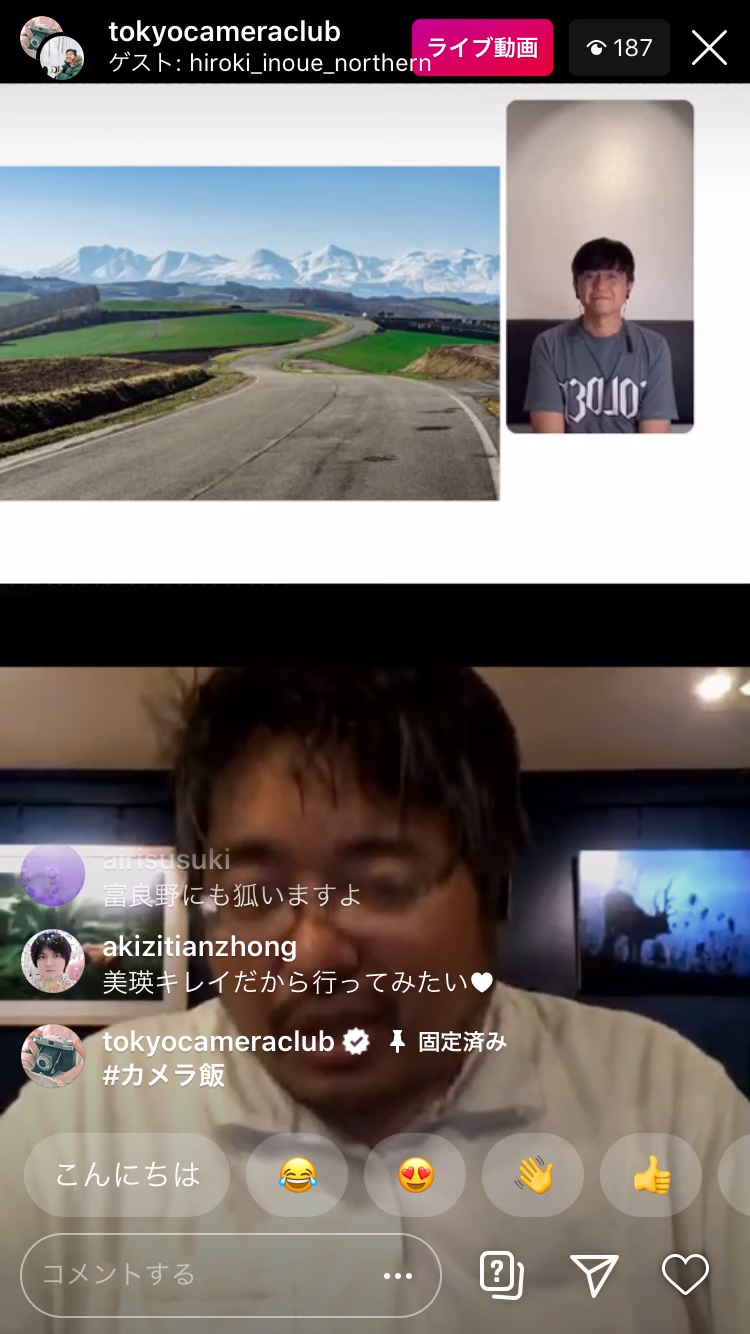 tokyocameraclub
ゲスト: hiroki_inoue_northern
ライブ動画
187
airisusuki
富良野にも狐いますよ
akizitianzhong
美瑛キレイだから行ってみたい
tokyocameraclub 固定済み
#カメラ飯
こんにちは
コメントする